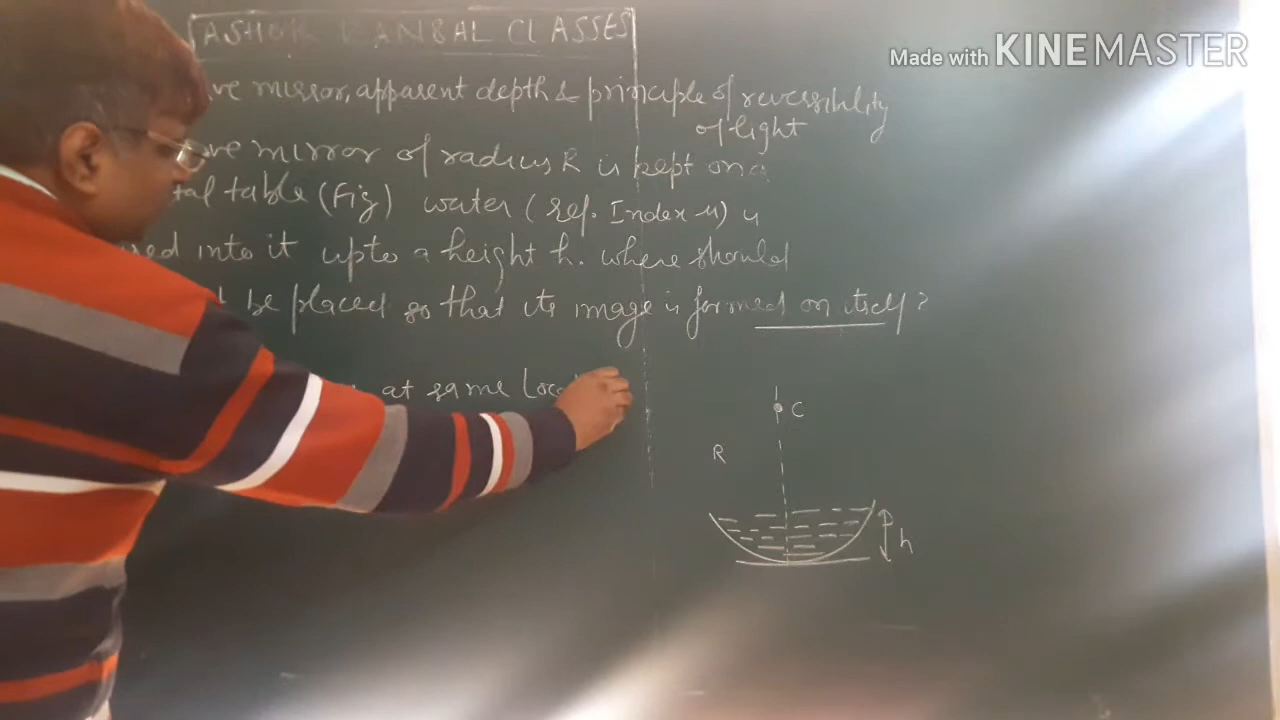 ASHOK BANSAL CLASSES
Made with KINEMASTER
ve mirror, apparent depth & principle of reversibility
of light
ve mirror of radius R is kept on a
tal table (Fig) water (ref. Index μ) is
into it upto a height h. where should
be placed so that its image is formed on itself?
at same
C
R
h